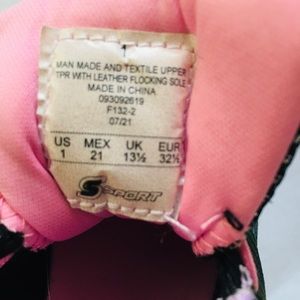 1
MAN MADE AND TEXTILE UPPER
TPR WITH LEATHER FLOCKING SOLE
MADE IN CHINA
093092619
F132-2
07/21
US MEX UK EUR
1 21 13½ 32½
S SPORT